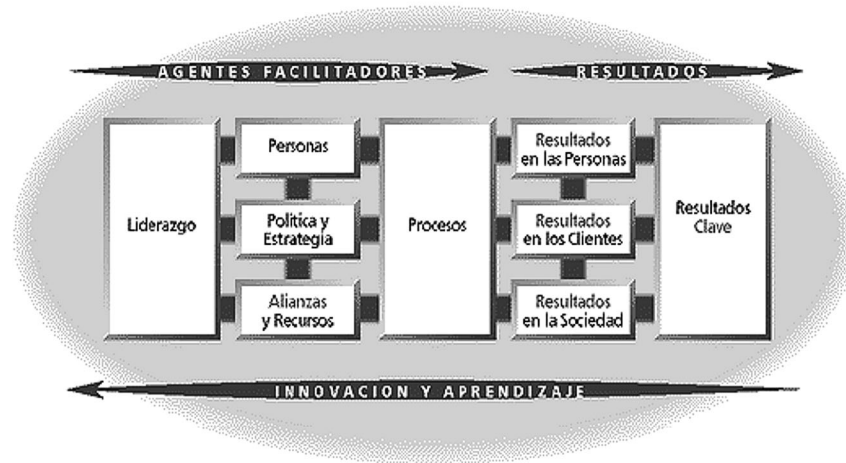 AGENTES FACILITADORES
RESULTADOS
Liderazgo
Personas
Política y
Estrategia
Alianzas
y Recursos
Procesos
Resultados
en las Personas
Resultados
en los Clientes
Resultados
en la Sociedad
Resultados
Clave
INNOVACION Y APRENDIZAJE